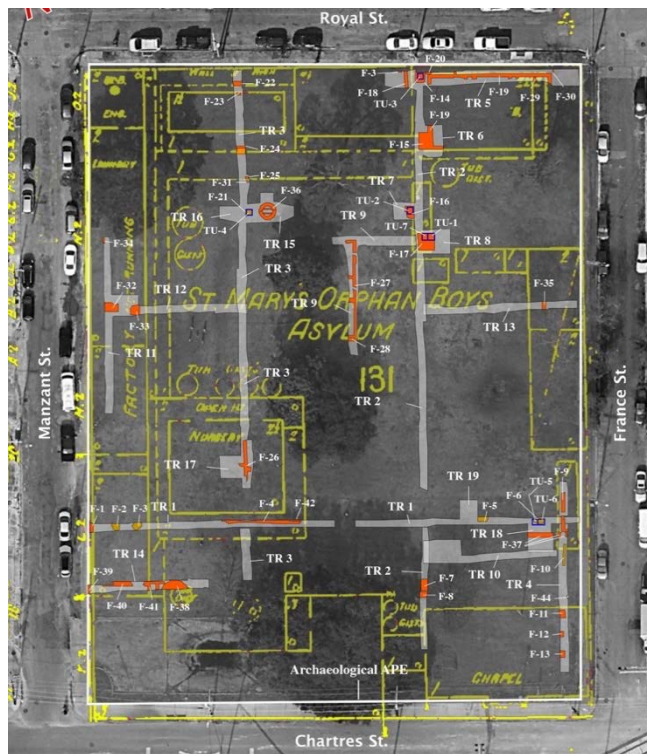 Royal St.
F-20
F-3
F-22
F-18
F-14
F-19
F-29
F-30
F-23
TU-3
TR 5
TR 3
F-19
TR 6
F-15
F-24
TR 2
F-25
F-31
TR 7
F-21
F-36
TU-2
F-16
TR 16
TU-4
TR 15
TR 9
TU-7
TU-1
TR 8
F-34
F-17
TR 3
F-27
F-32
TR 12
F-35
ST MARY'S ORPHAN BOYS
ASYLUM
F-33
TR 9
TR 13
F-28
TR 11
131
FACTORY
TR 3
TR 2
Manzant St.
France St.
NURSERY
F-26
TR 17
TR 19
F-9
TU-5
F-6
TU-6
F-1
F-2
F-3
TR 1
F-4
F-42
TR 1
F-5
TR 18
F-37
TR 14
TR 3
TR 2
TR 10
F-10
F-39
F-7
TR 4
F-40
F-41
F-38
F-8
F-44
F-11
F-12
F-13
Archaeological APE
CHAPEL
Chartres St.